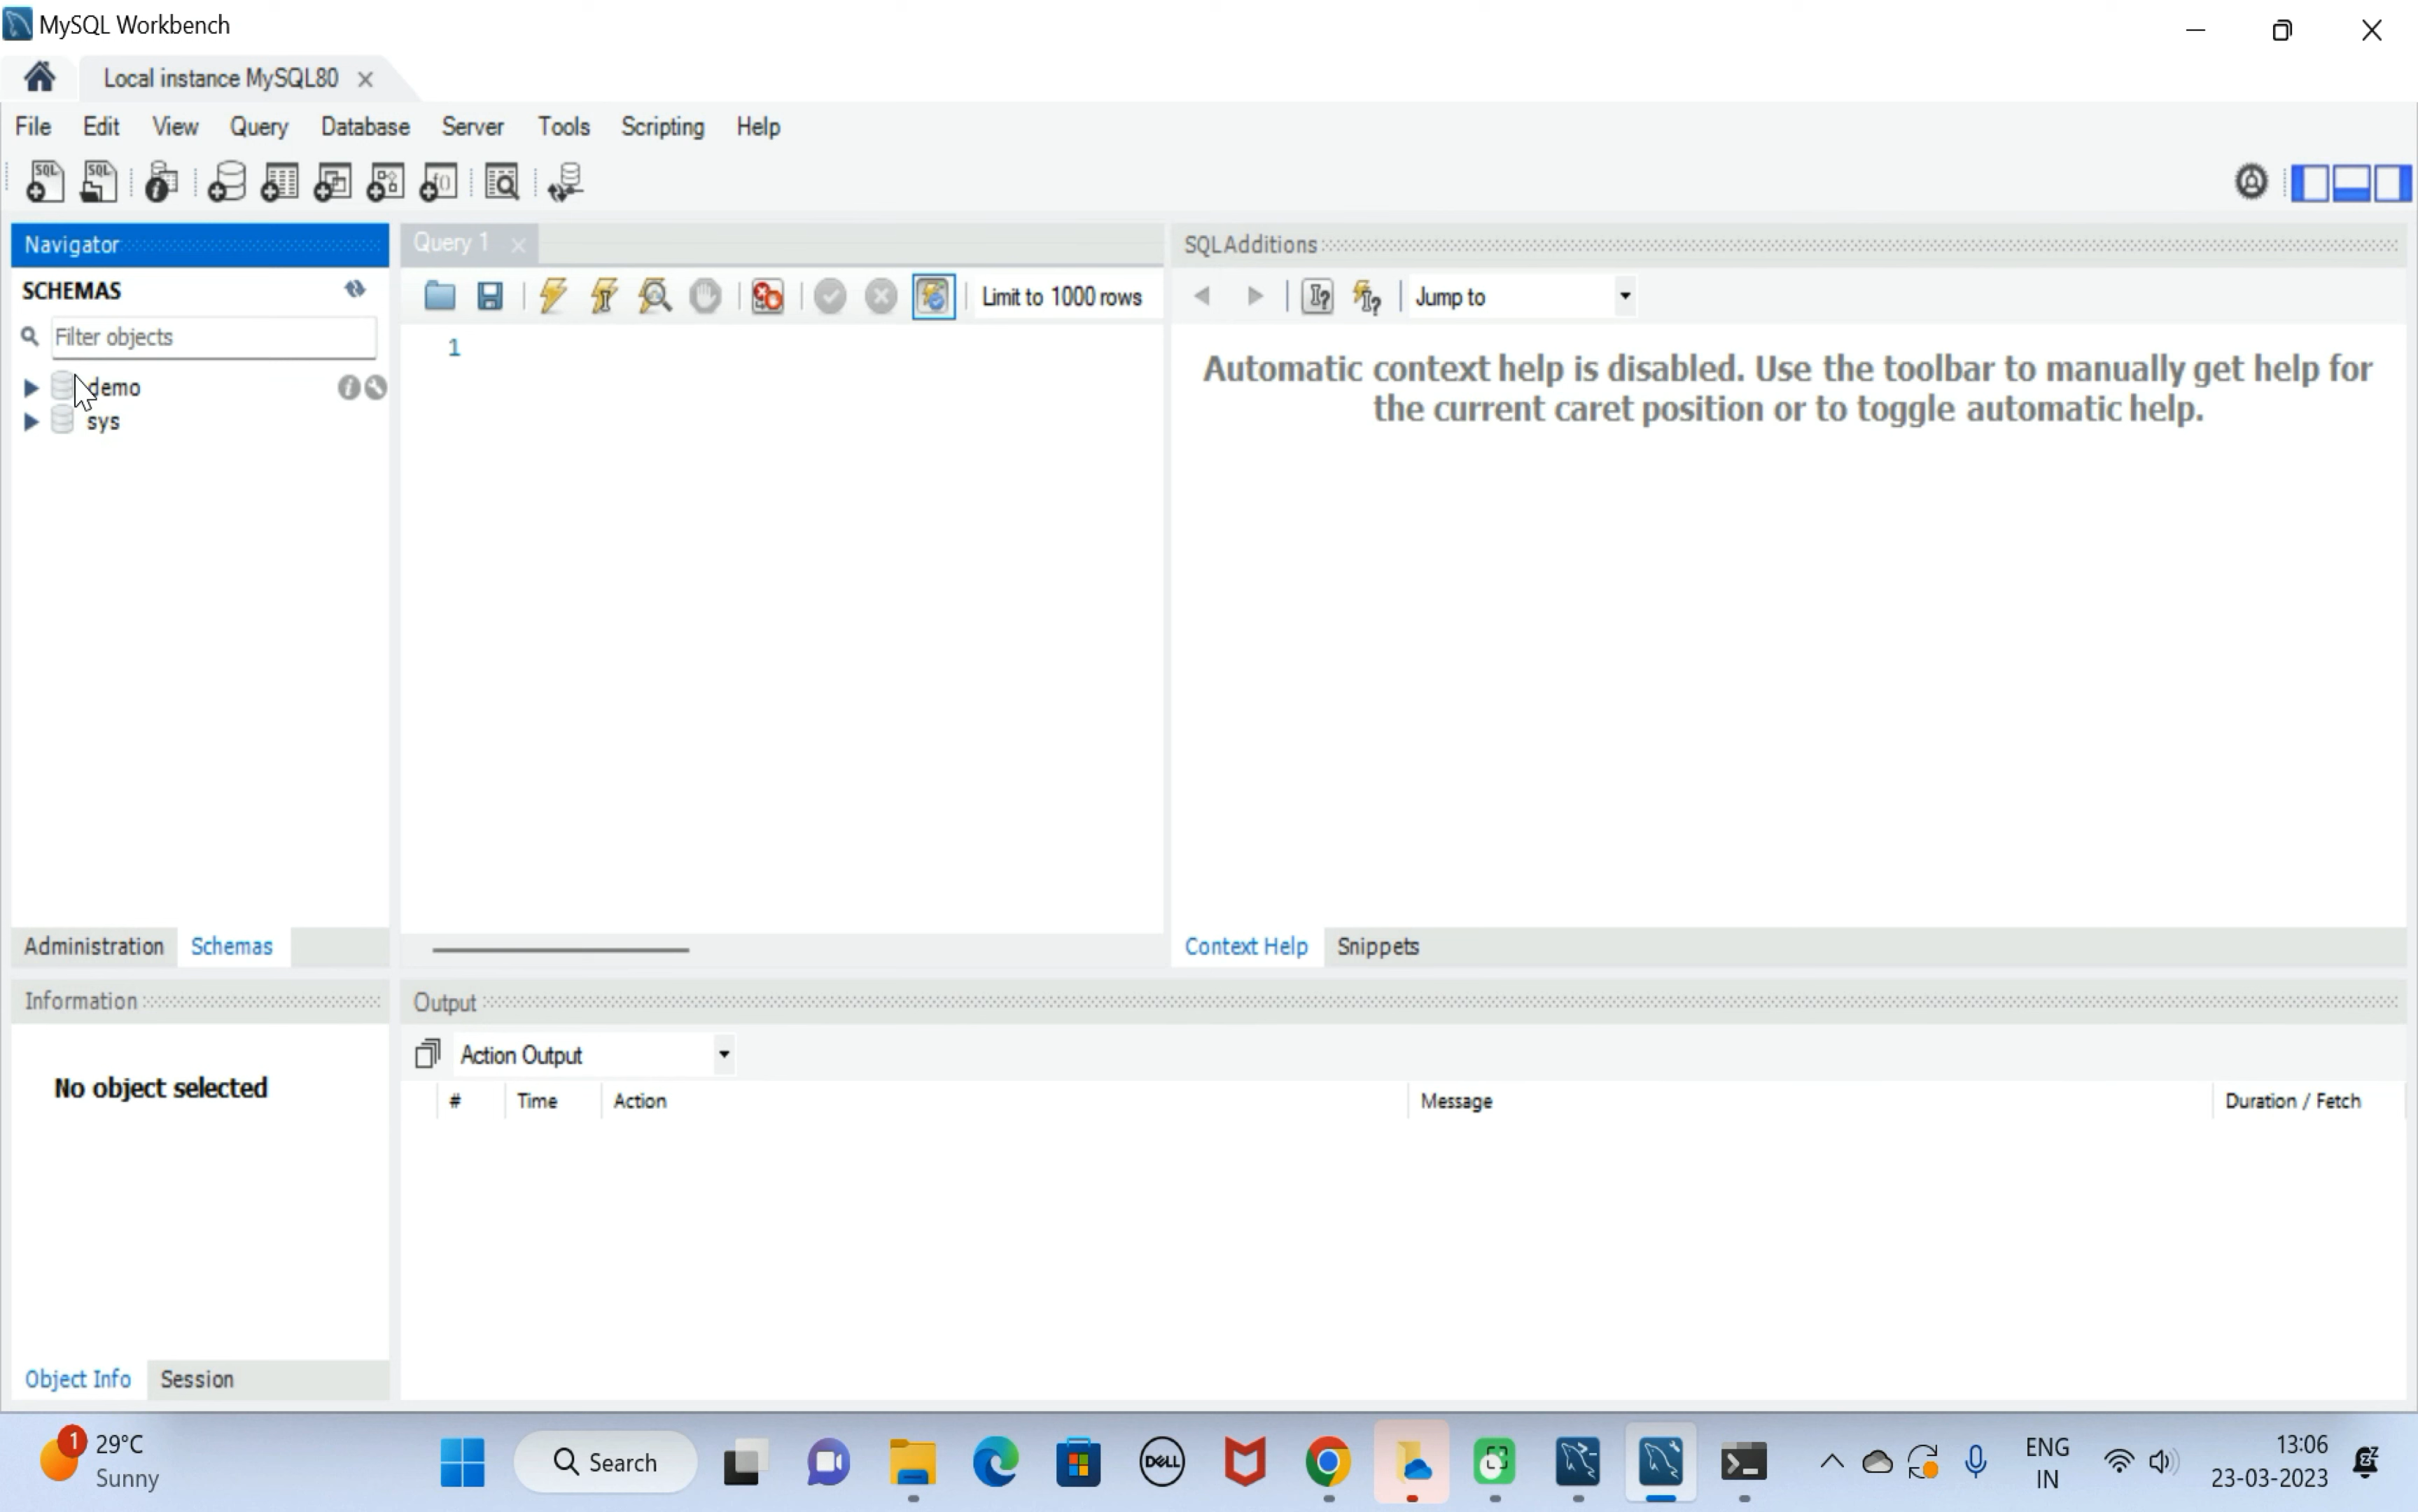 MySQL Workbench
Local instance MySQL80
File Edit View Query Database Server Tools Scripting Help
SQL SQL f()
Navigator
SCHEMAS
Filter objects
demo
sys
Administration Schemas
Query 1
Limit to 1000 rows
1
SQLAdditions
Jump to
Automatic context help is disabled. Use the toolbar to manually get help for
the current caret position or to toggle automatic help.
Context Help Snippets
Information
No object selected
Object Info Session
Output
Action Output
# Time Action Message Duration / Fetch
1
29°C
Sunny
Search
DELL
ENG
IN
13:06
23-03-2023